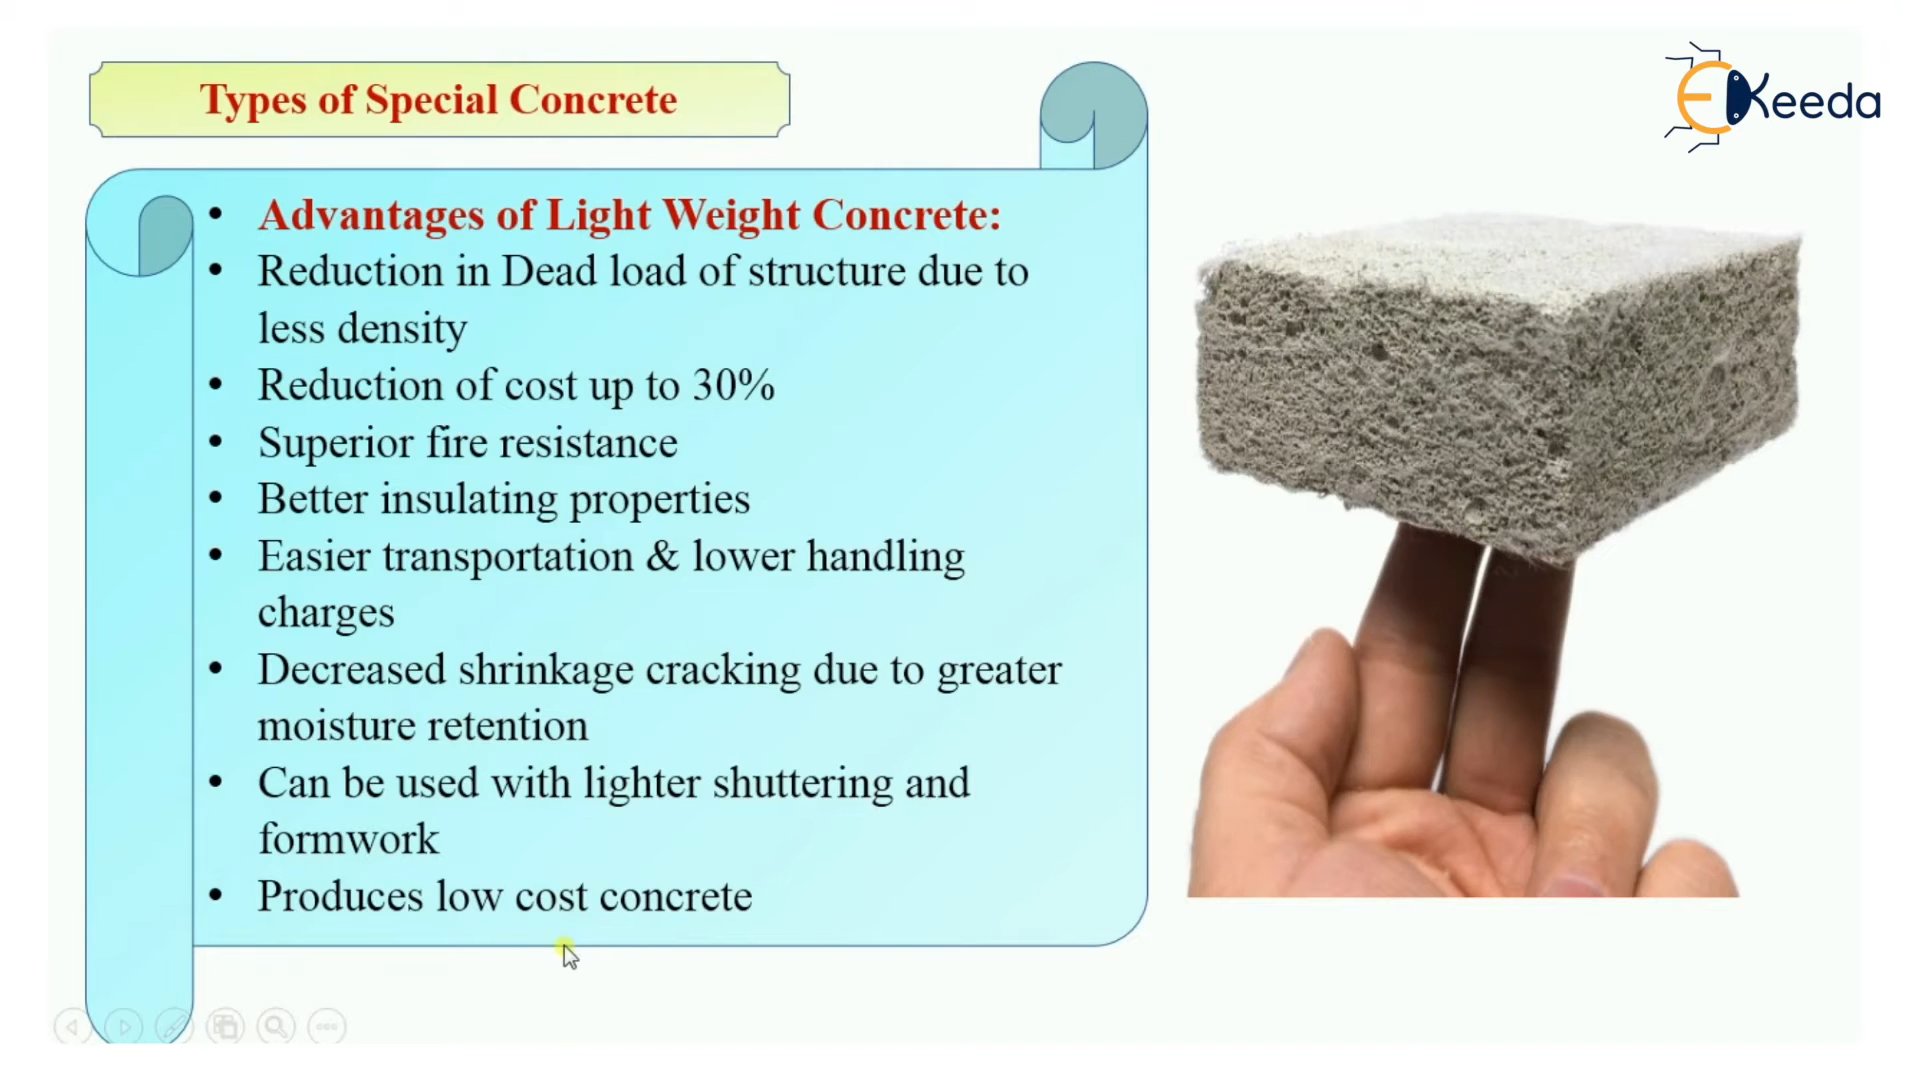 Types of Special Concrete
EKeeda
• Advantages of Light Weight Concrete:
• Reduction in Dead load of structure due to
less density
• Reduction of cost up to 30%
• Superior fire resistance
• Better insulating properties
• Easier transportation & lower handling
charges
• Decreased shrinkage cracking due to greater
moisture retention
• Can be used with lighter shuttering and
formwork
• Produces low cost concrete